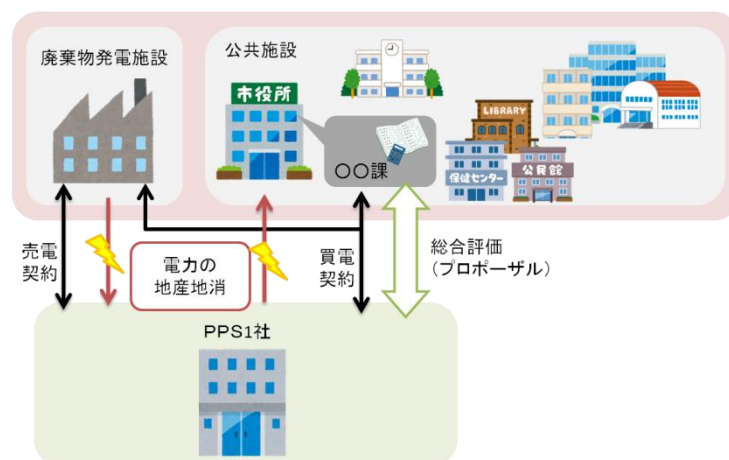 廃棄物発電施設
公共施設
市役所
LIBRARY
〇〇課
保健センター
公民館
売電
契約
電力の
地産地消
買電
契約
総合評価
（プロポーザル）
PPS1社